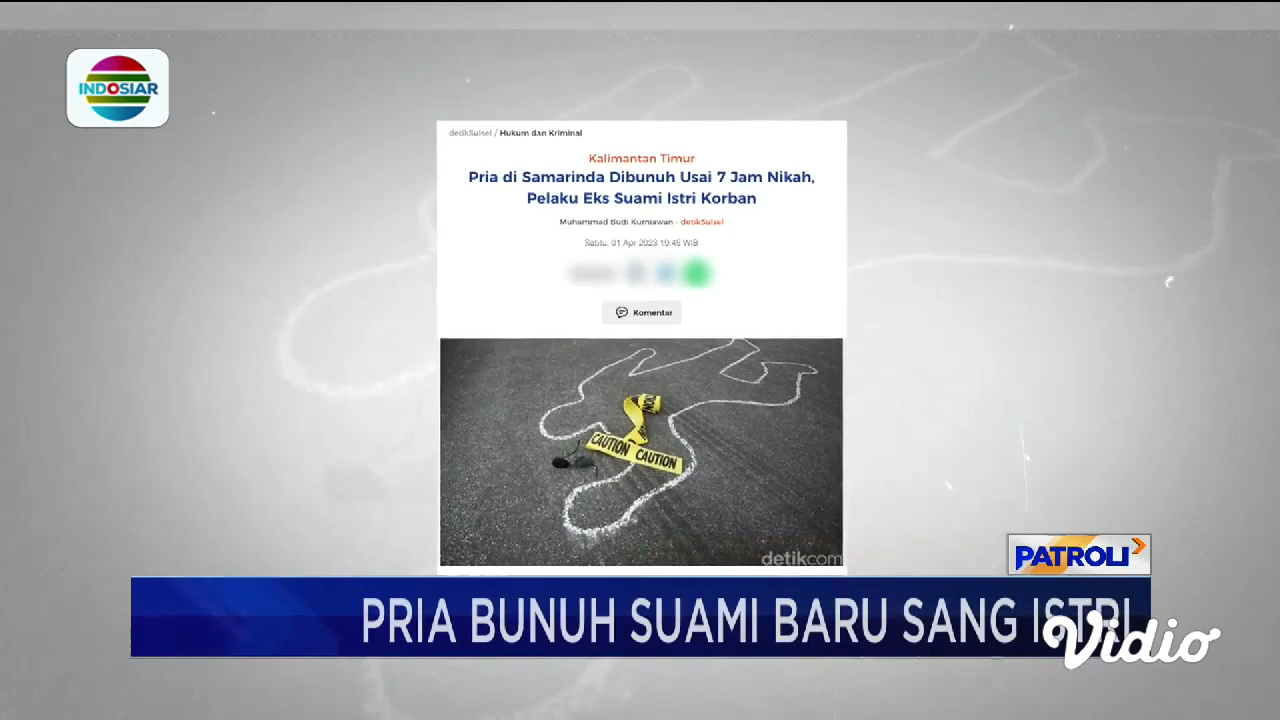 INDOSIAR
detikSulsel / Hukum dan Kriminal
Kalimantan Timur
Pria di Samarinda Dibunuh Usai 7 Jam Nikah,
Pelaku Eks Suami Istri Korban
Muhammad Budi Kurniawan - detikSulsel
Sabtu, 01 Apr 2023 19:45 WIB
Komentar
CAUTION CAUTION
detikcom
PATROLI
PRIA BUNUH SUAMI BARU SANG ISTRI
Vidio